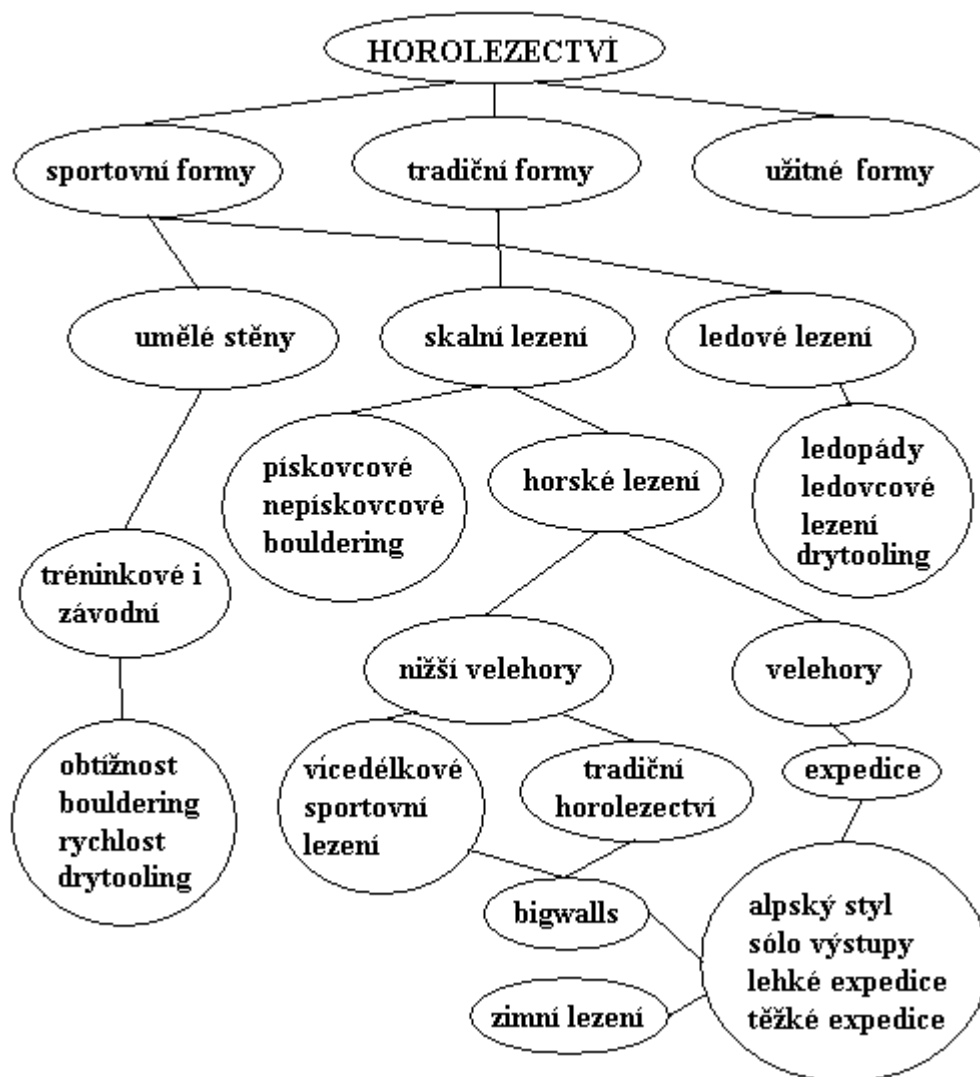 HOROLEZECTVÍ
sportovní formy
tradiční formy
užitné formy
umělé stěny
skalní lezení
ledové lezení
pískovcové
nepískovcové
bouldering
horské lezení
ledopády
ledovcové
lezení
drytooling
tréninkové i
závodní
nižší velehory
velehory
obtížnost
bouldering
rychlost
drytooling
vícedélkové
sportovní
lezení
tradiční
horolezectví
expedice
bigwalls
alpský styl
sólo výstupy
lehké expedice
těžké expedice
zimní lezení